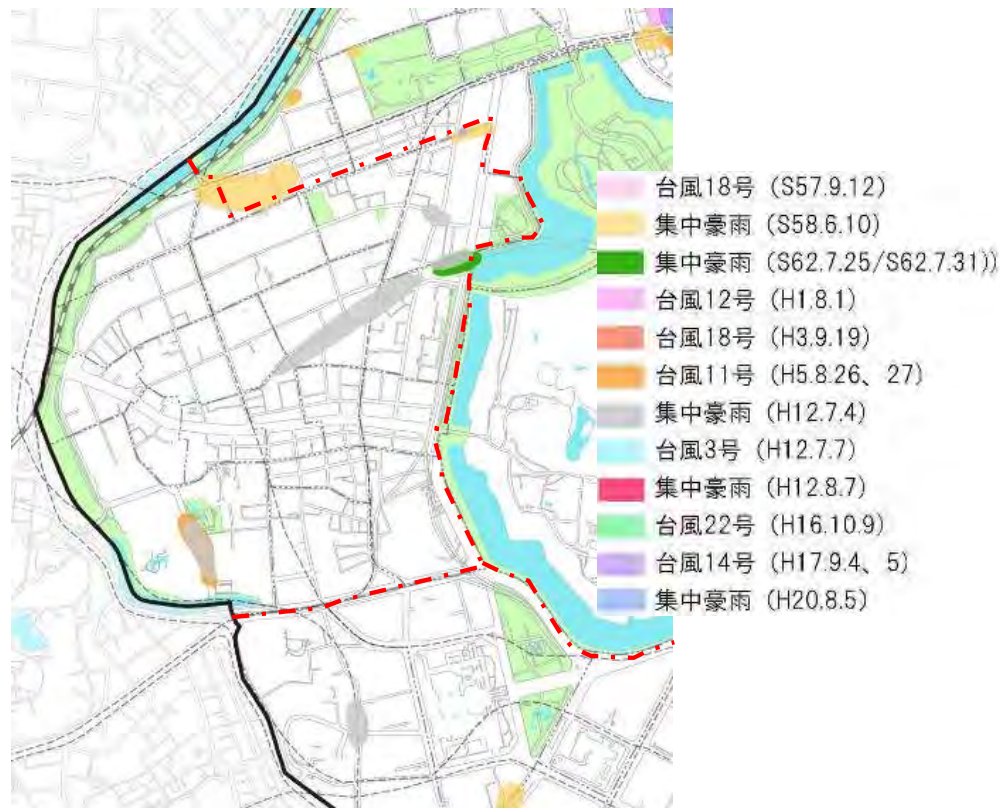 台風18号（S57.9.12）
集中豪雨（S58.6.10）
集中豪雨（S62.7.25/S62.7.31））
台風12号（H1.8.1）
台風18号（H3.9.19）
台風11号（H5.8.26、27）
集中豪雨（H12.7.4）
台風3号（H12.7.7）
集中豪雨（H12.8.7）
台風22号（H16.10.9）
台風14号（H17.9.4、5）
集中豪雨（H20.8.5）